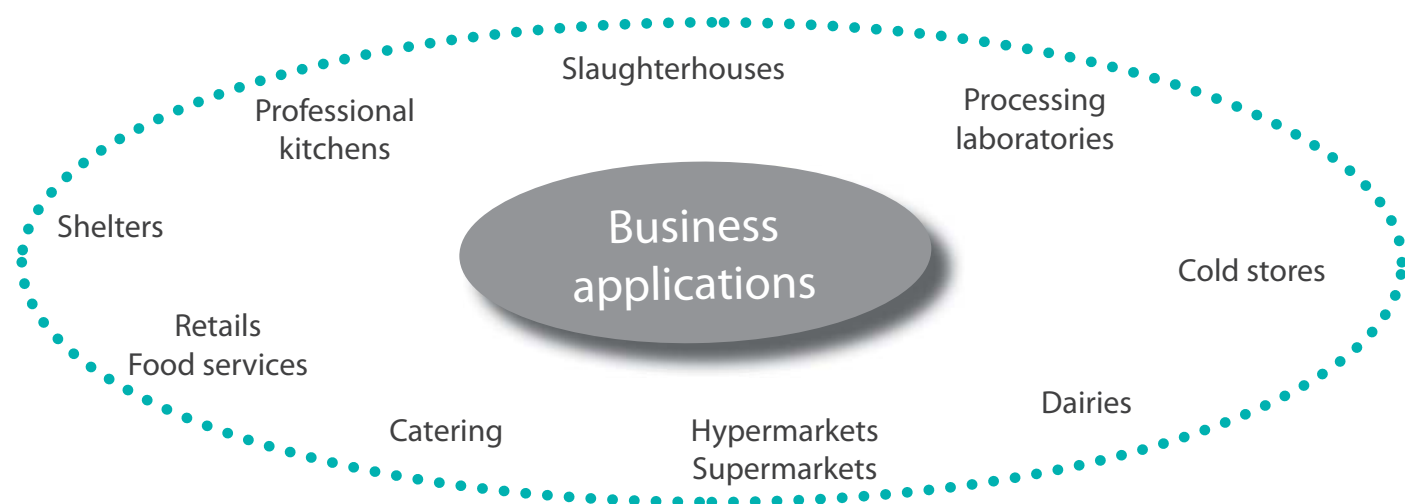 Slaughterhouses
Professional
kitchens
Processing
laboratories
Shelters
Business
applications
Cold stores
Retails
Food services
Dairies
Catering
Hypermarkets
Supermarkets